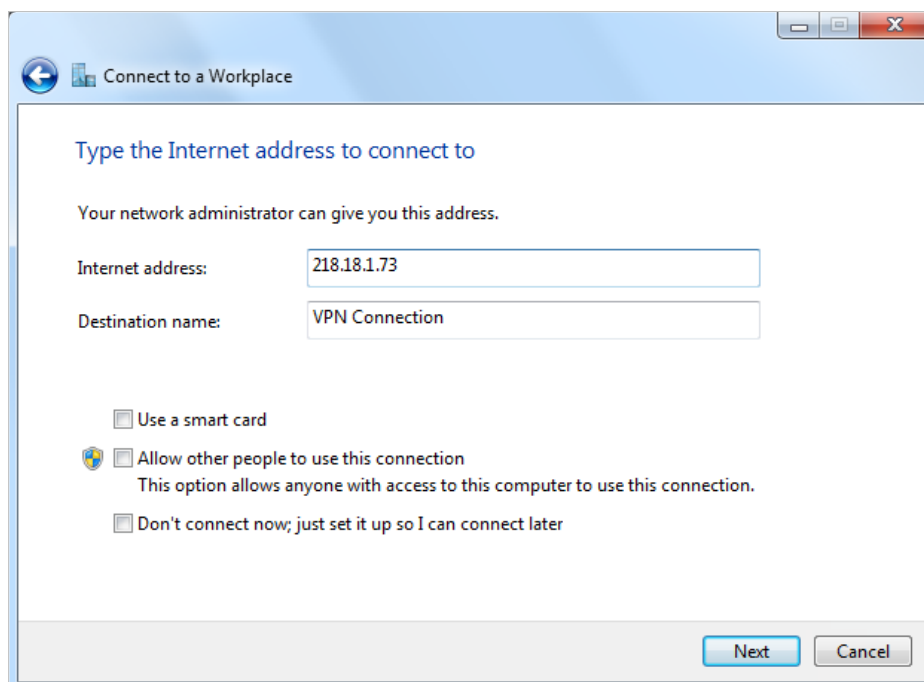 Connect to a Workplace
Type the Internet address to connect to
Your network administrator can give you this address.
Internet address: 218.18.1.73
Destination name: VPN Connection
Use a smart card
Allow other people to use this connection
This option allows anyone with access to this computer to use this connection.
Don't connect now; just set it up so I can connect later
Next Cancel